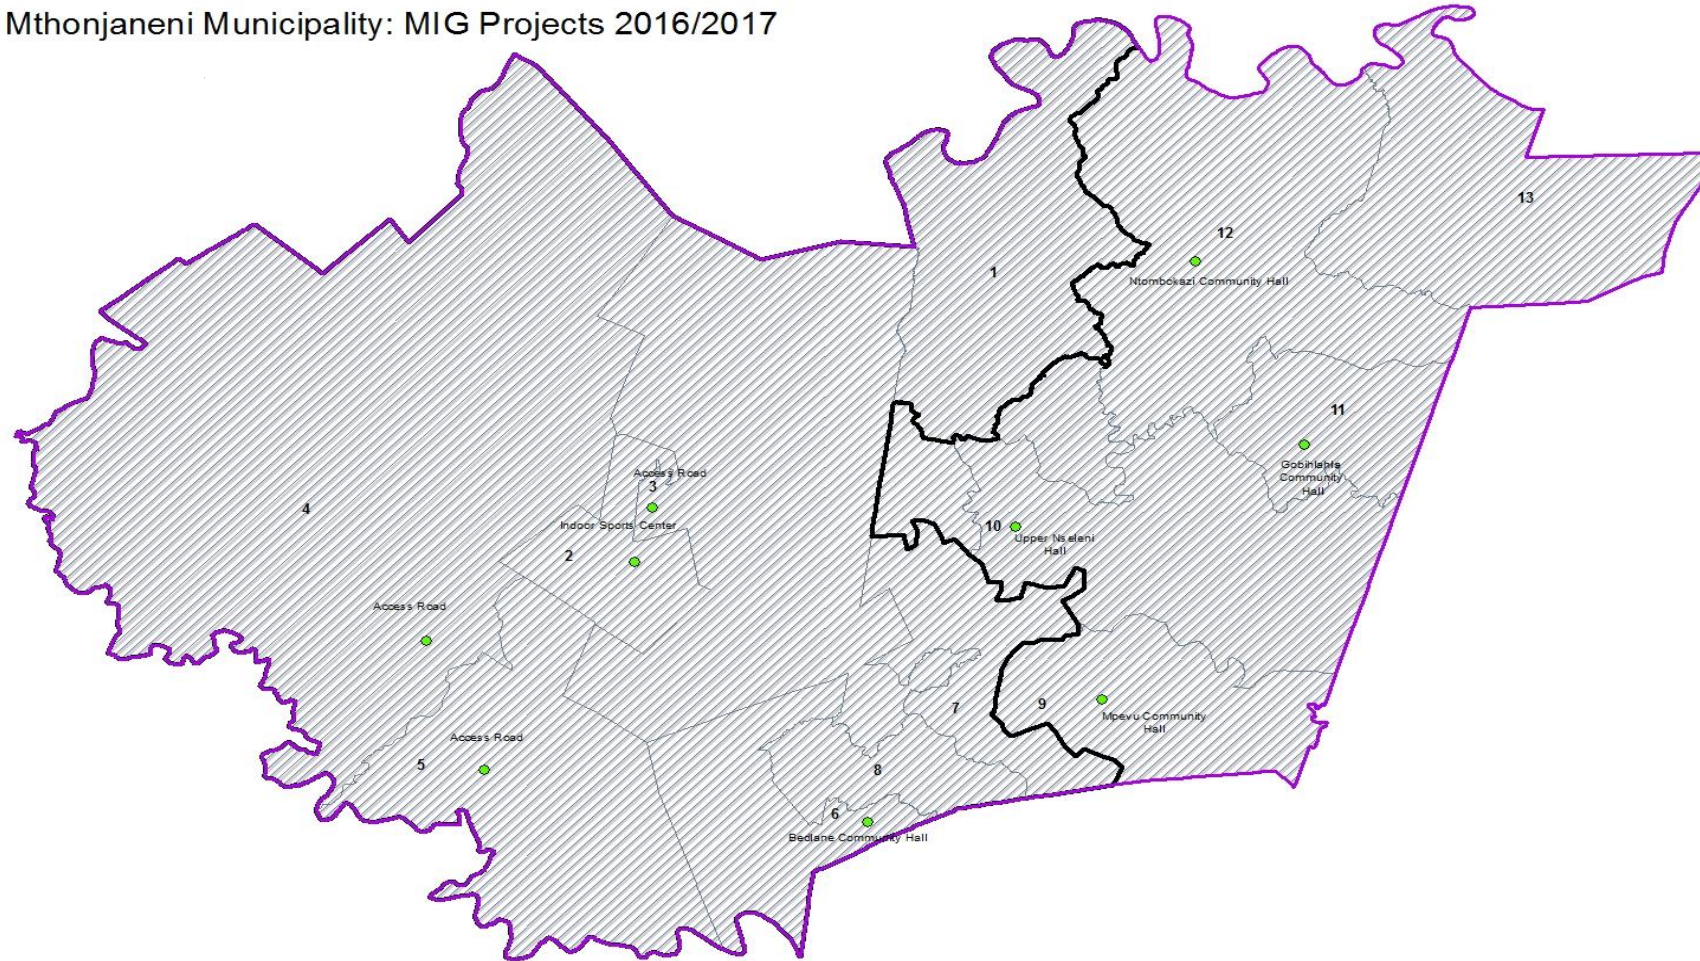 Mthonjaneni Municipality: MIG Projects 2016/2017
13
12
1
Ntombokazi Community Hall
11
Access Road
Gobihlahla
Community
Hall
3
4
Indoor Sports Center
10
Upper Nseleni
Hall
2
Access Road
9
7
Mpevu Community
Hall
Access Road
5
8
6
Bedlane Community Hall